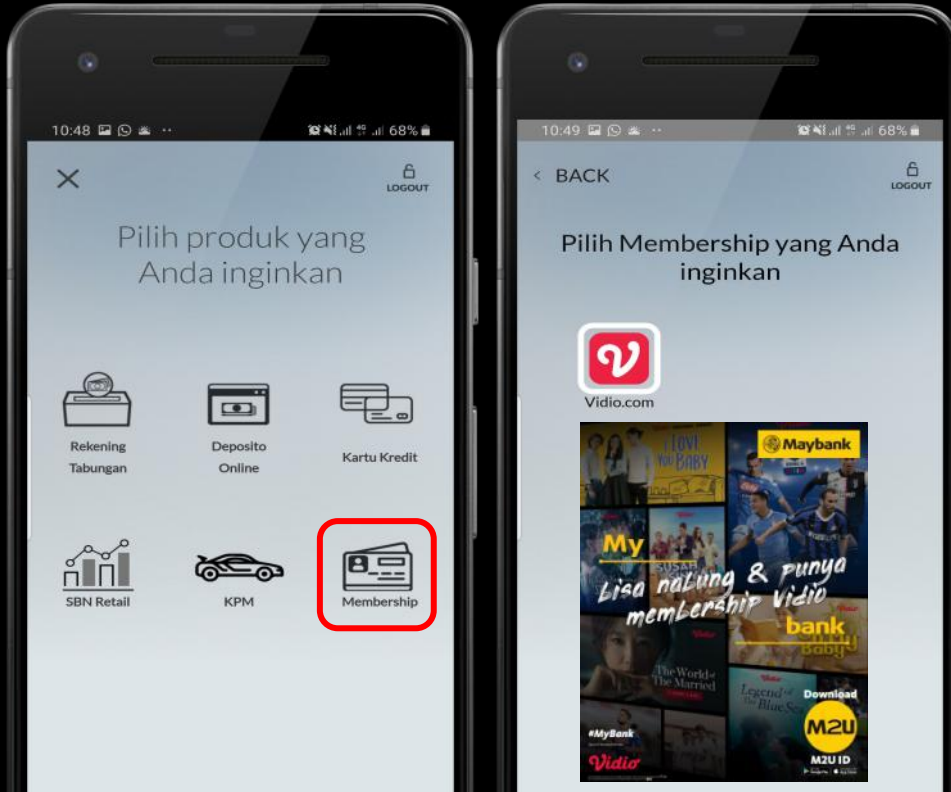 10:48
68%
LOGOUT
Pilih produk yang
Anda inginkan
Rekening
Tabungan
Deposito
Online
Kartu Kredit
SBN Retail
KPM
Membership
10:49
68%
< BACK
LOGOUT
Pilih Membership yang Anda
inginkan
Vidio.com
I LOVE
YOU BABY
Maybank
My
SUSAH
bisa nabung & punya
membership Vidio
bank
Baby
The World of
The Married
Legend of
The Blue Sea
Download
M2U
#MyBank
Vidio
M2U ID